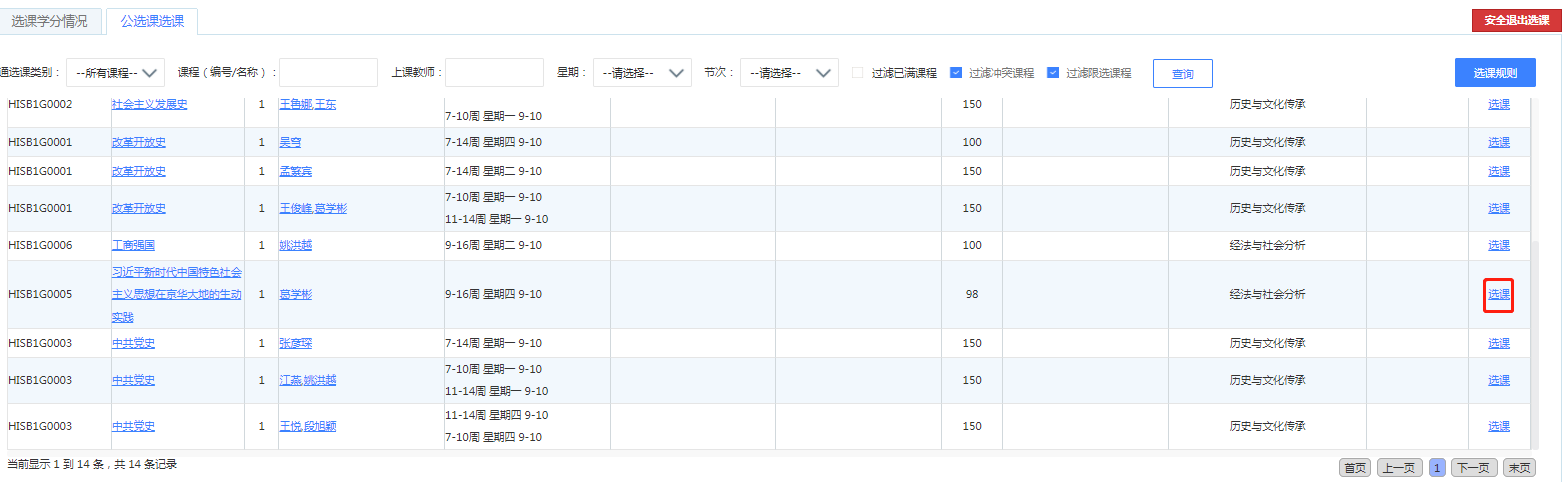 选课学分情况 公选课选课 安全退出选课
通选课类别： --所有课程-- 课程（编号/名称）： 上课教师： 星期： --请选择-- 节次： --请选择-- 过滤已满课程 过滤冲突课程 过滤限选课程 查询 选课规则
HISB1G0002 社会主义发展史 1 王鲁娜,王东 150 历史与文化传承 选课
7-10周 星期一 9-10
HISB1G0001 改革开放史 1 吴穹 7-14周 星期四 9-10 100 历史与文化传承 选课
HISB1G0001 改革开放史 1 孟繁宾 7-14周 星期二 9-10 150 历史与文化传承 选课
7-10周 星期一 9-10
HISB1G0001 改革开放史 1 王俊峰,葛学彬 150 历史与文化传承 选课
11-14周 星期一 9-10
HISB1G0006 工商强国 1 姚洪越 9-16周 星期二 9-10 100 经法与社会分析 选课
习近平新时代中国特色社会
HISB1G0005 主义思想在京华大地的生动 1 葛学彬 9-16周 星期四 9-10 98 经法与社会分析 选课
实践
HISB1G0003 中共党史 1 张彦琛 7-14周 星期一 9-10 150 历史与文化传承 选课
7-10周 星期一 9-10
HISB1G0003 中共党史 1 江燕,姚洪越 150 历史与文化传承 选课
11-14周 星期一 9-10
11-14周 星期四 9-10
HISB1G0003 中共党史 1 王悦,段旭颖 150 历史与文化传承 选课
7-10周 星期四 9-10
当前显示 1 到 14 条，共 14 条记录 首页 上一页 1 下一页 末页